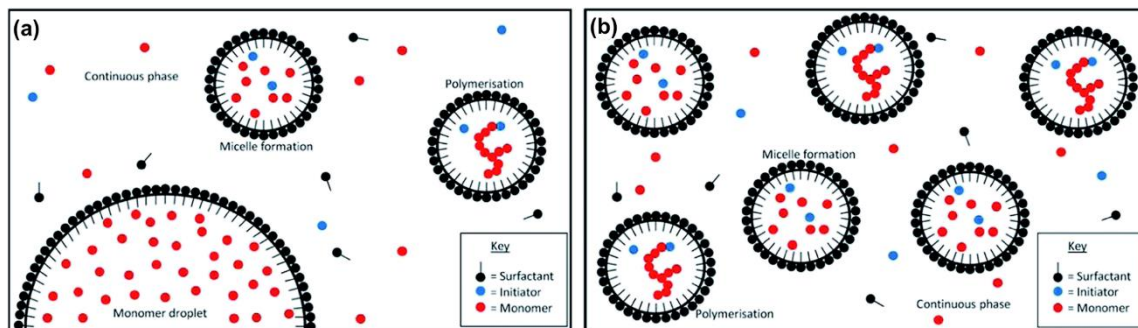 (a)
Continuous phase
Micelle formation
Polymerisation
Monomer droplet
Key
= Surfactant
= Initiator
= Monomer
(b)
Micelle formation
Polymerisation
Continuous phase
Key
= Surfactant
= Initiator
= Monomer